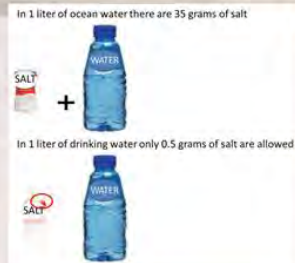 In 1 liter of ocean water there are 35 grams of salt
WATER
SALT
+
In 1 liter of drinking water only 0.5 grams of salt are allowed
WATER
SALT